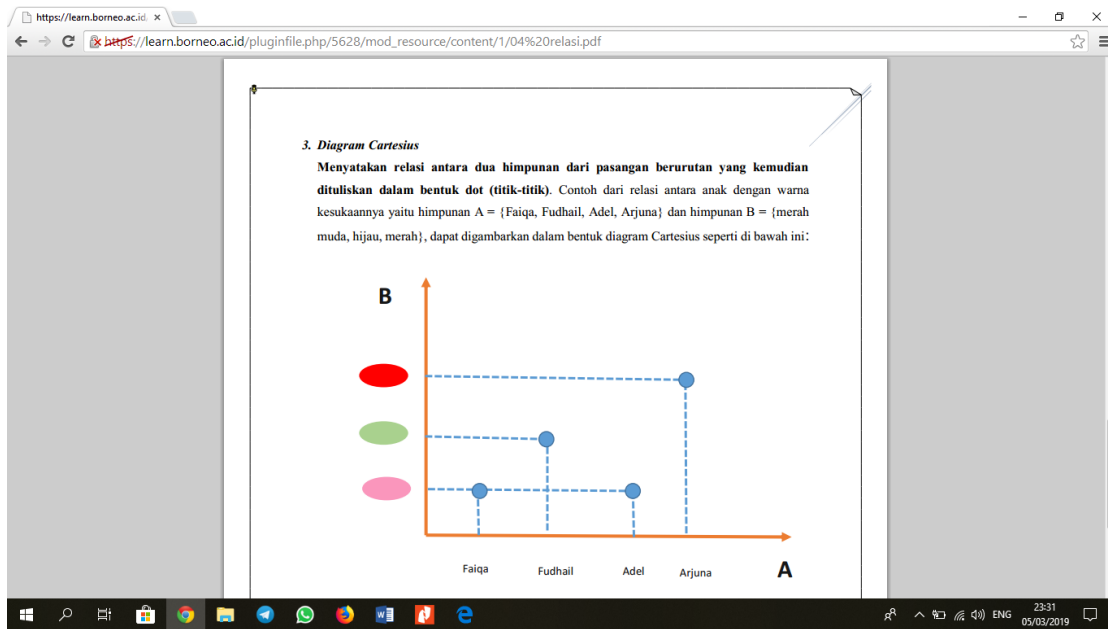 https://learn.borneo.ac.id
https://learn.borneo.ac.id/pluginfile.php/5628/mod_resource/content/1/04%20relasi.pdf
3. Diagram Cartesius
Menyatakan relasi antara dua himpunan dari pasangan berurutan yang kemudian
dituliskan dalam bentuk dot (titik-titik). Contoh dari relasi antara anak dengan warna
kesukaannya yaitu himpunan A = {Faiqa, Fudhail, Adel, Arjuna} dan himpunan B = {merah
muda, hijau, merah}, dapat digambarkan dalam bentuk diagram Cartesius seperti di bawah ini:
B
Faiqa Fudhail Adel Arjuna A
ENG 23:31
05/03/2019